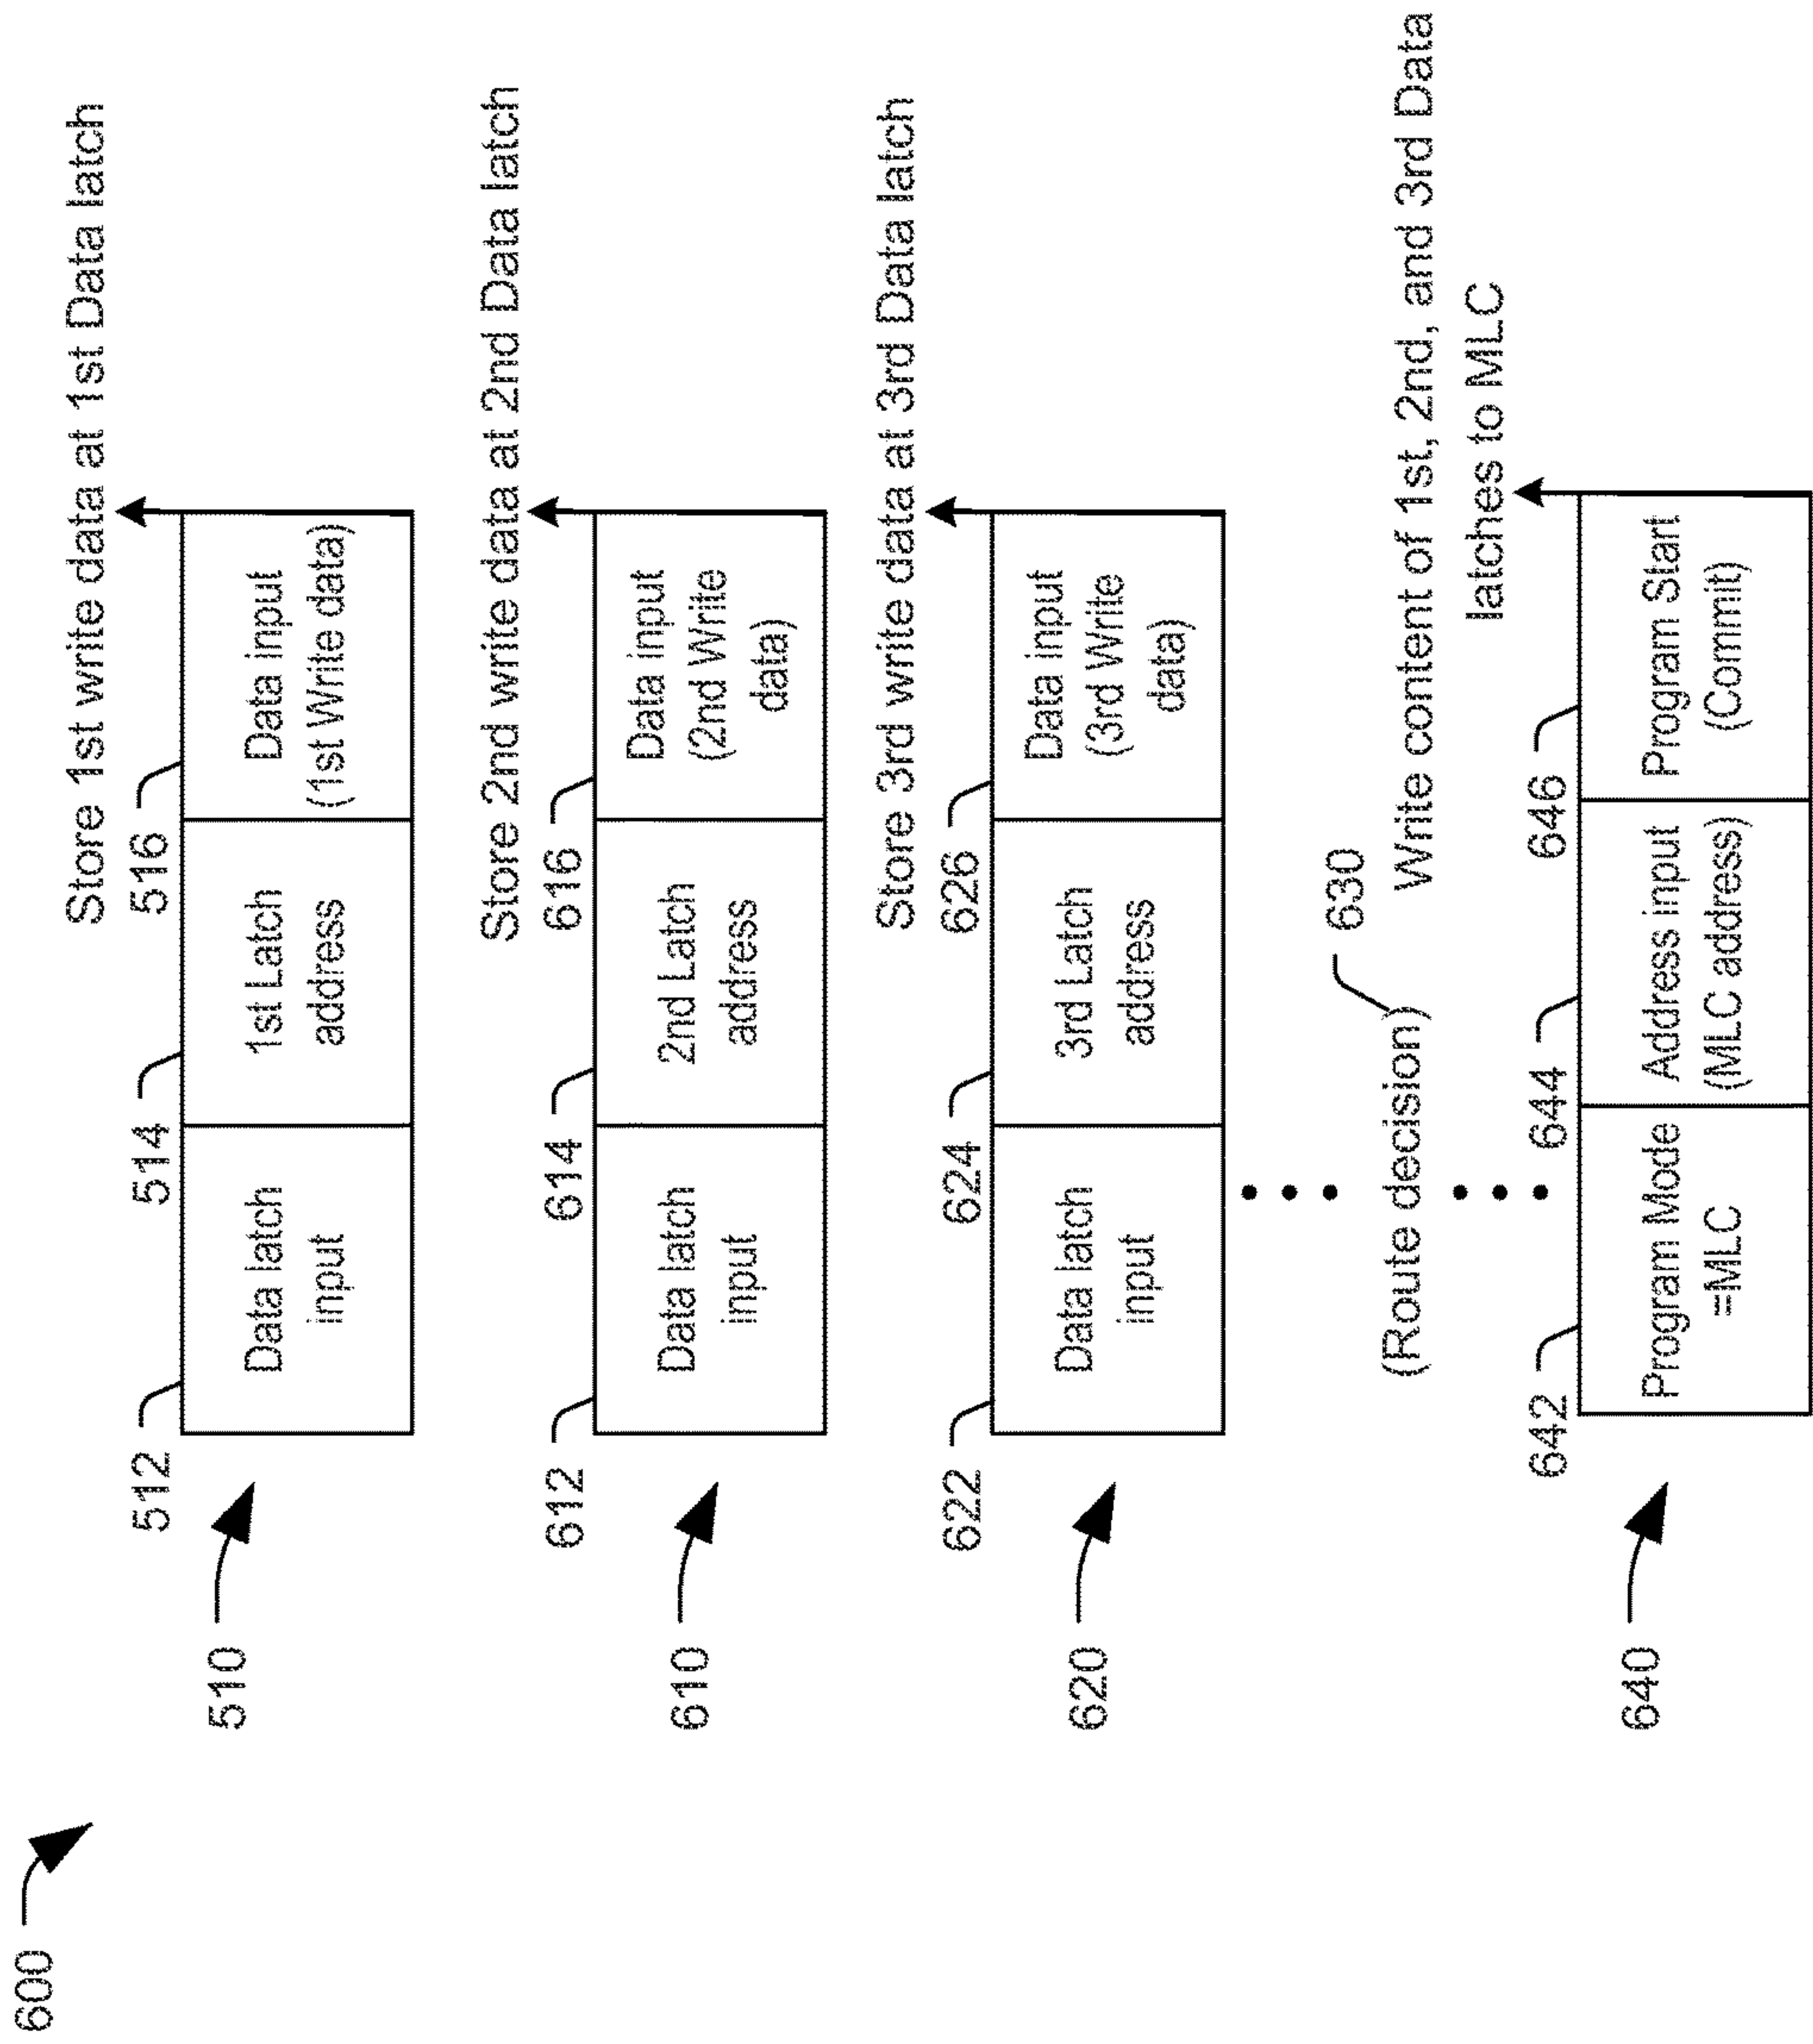 600
Store 1st write data at 1st Data latch
512
514
516
510
Data latch
input
1st Latch
address
Data input
(1st Write data)
Store 2nd write data at 2nd Data latch
612
614
616
610
Data latch
input
2nd Latch
address
Data input
(2nd Write
data)
Store 3rd write data at 3rd Data latch
622
624
626
620
Data latch
input
3rd Latch
address
Data input
(3rd Write
data)
630
(Route decision)
Write content of 1st, 2nd, and 3rd Data
latches to MLC
642
644
646
640
Program Mode
=MLC
Address input
(MLC address)
Program Start
(Commit)